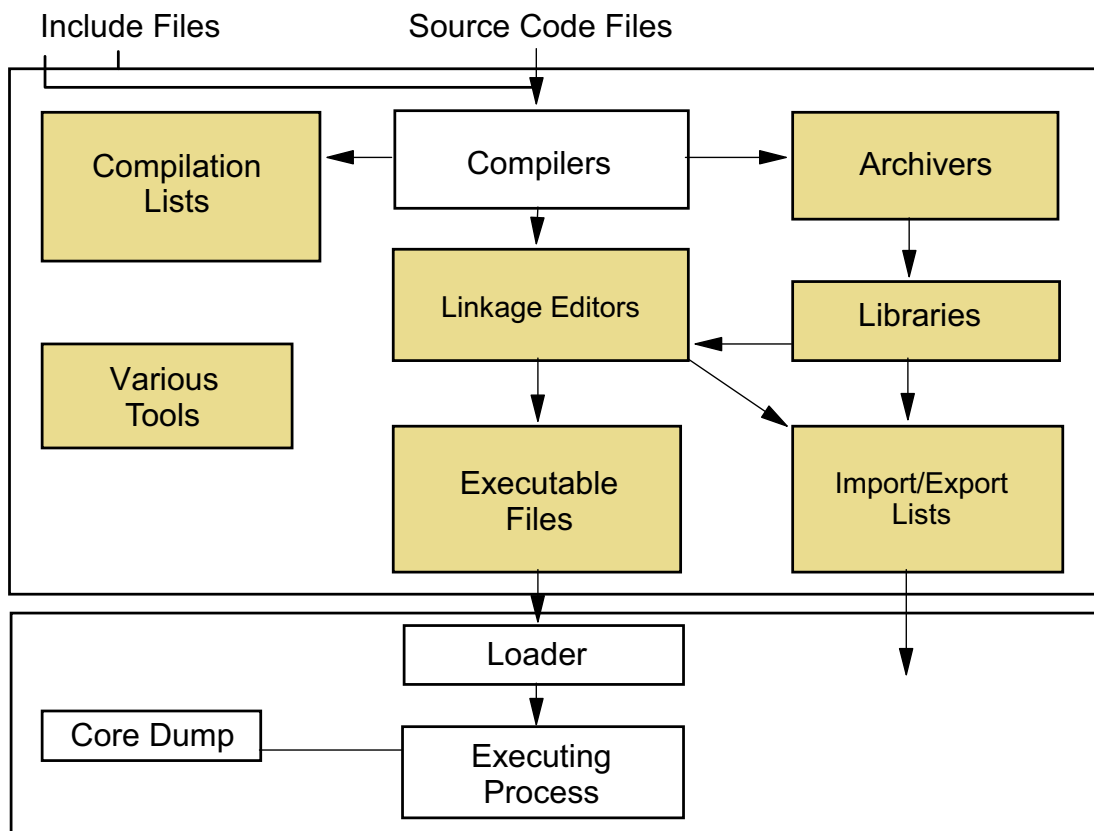 Include Files
Source Code Files
Compilation
Lists
Compilers
Archivers
Linkage Editors
Libraries
Various
Tools
Executable
Files
Import/Export
Lists
Loader
Core Dump
Executing
Process